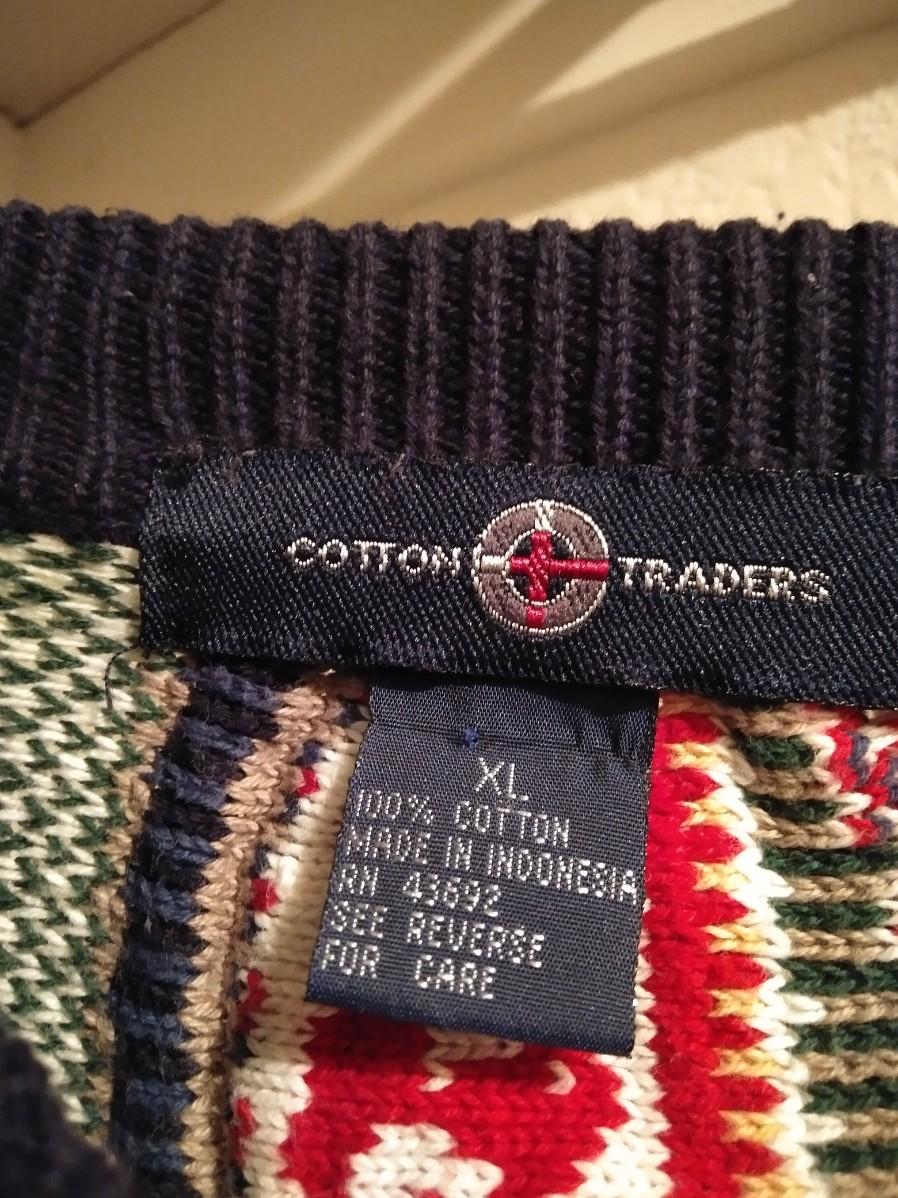 COTTON TRADERS
XL
100% COTTON
MADE IN INDONESIA
RN 43692
SEE REVERSE
FOR CARE